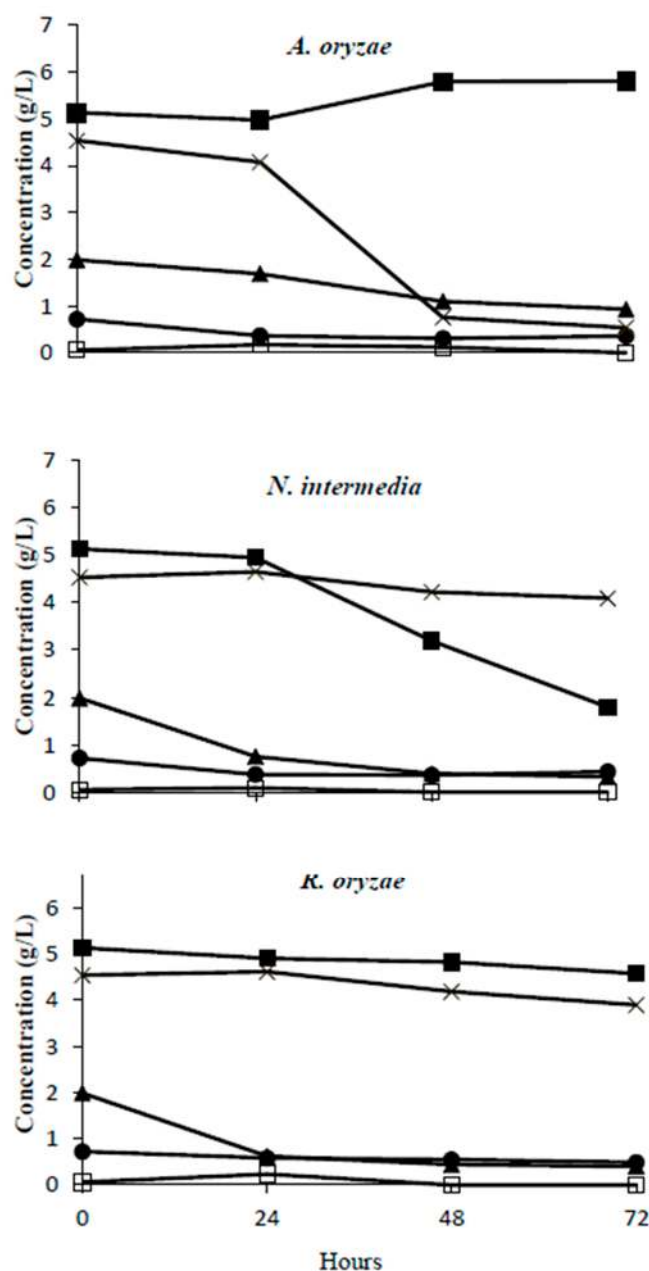 A. oryzae
Concentration (g/L)
7
6
5
4
3
2
1
0
N. intermedia
Concentration (g/L)
7
6
5
4
3
2
1
0
R. oryzae
Concentration (g/L)
6
5
4
3
2
1
0
0 24 48 72
Hours